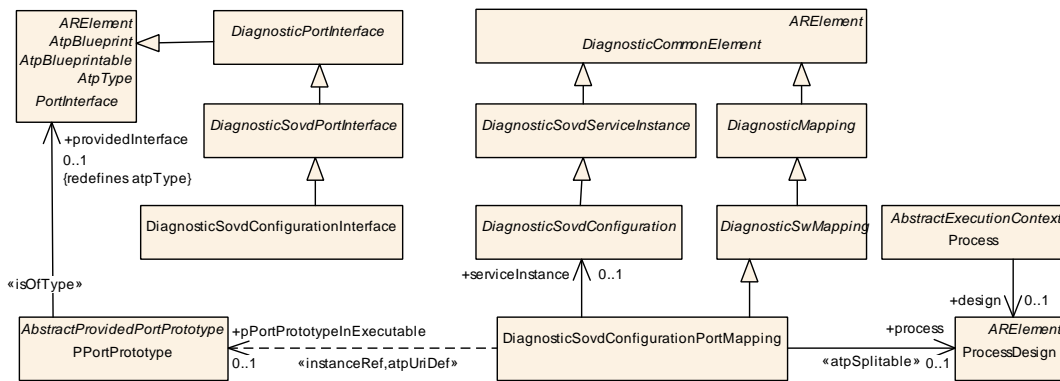 ARElement
AtpBlueprint
AtpBlueprintable
AtpType
PortInterface
DiagnosticPortInterface
ARElement
DiagnosticCommonElement
DiagnosticSovdPortInterface
DiagnosticSovdServiceInstance
DiagnosticMapping
+providedInterface
0..1
{redefines atpType}
DiagnosticSovdConfigurationInterface
DiagnosticSovdConfiguration
DiagnosticSwMapping
AbstractExecutionContext
Process
+serviceInstance
0..1
«isOfType»
+design
0..1
AbstractProvidedPortPrototype
PPortPrototype
+pPortPrototypeInExecutable
0..1
«instanceRef,atpUriDef»
DiagnosticSovdConfigurationPortMapping
+process
«atpSplitable»
0..1
ARElement
ProcessDesign